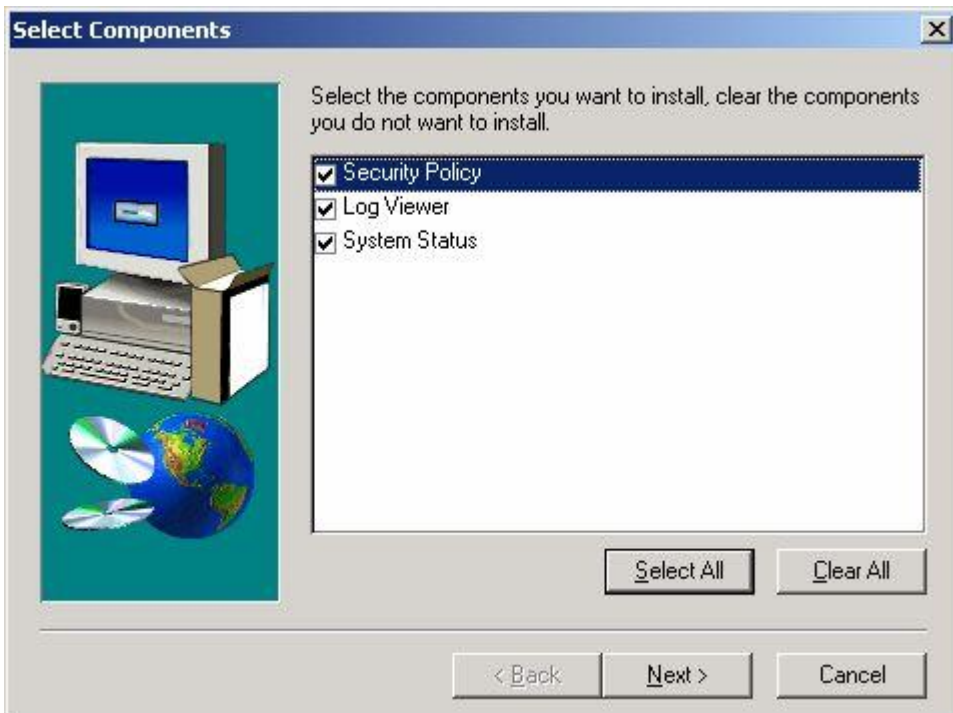 Select Components
Select the components you want to install, clear the components
you do not want to install.
Security Policy
Log Viewer
System Status
Select All
Clear All
< Back
Next >
Cancel